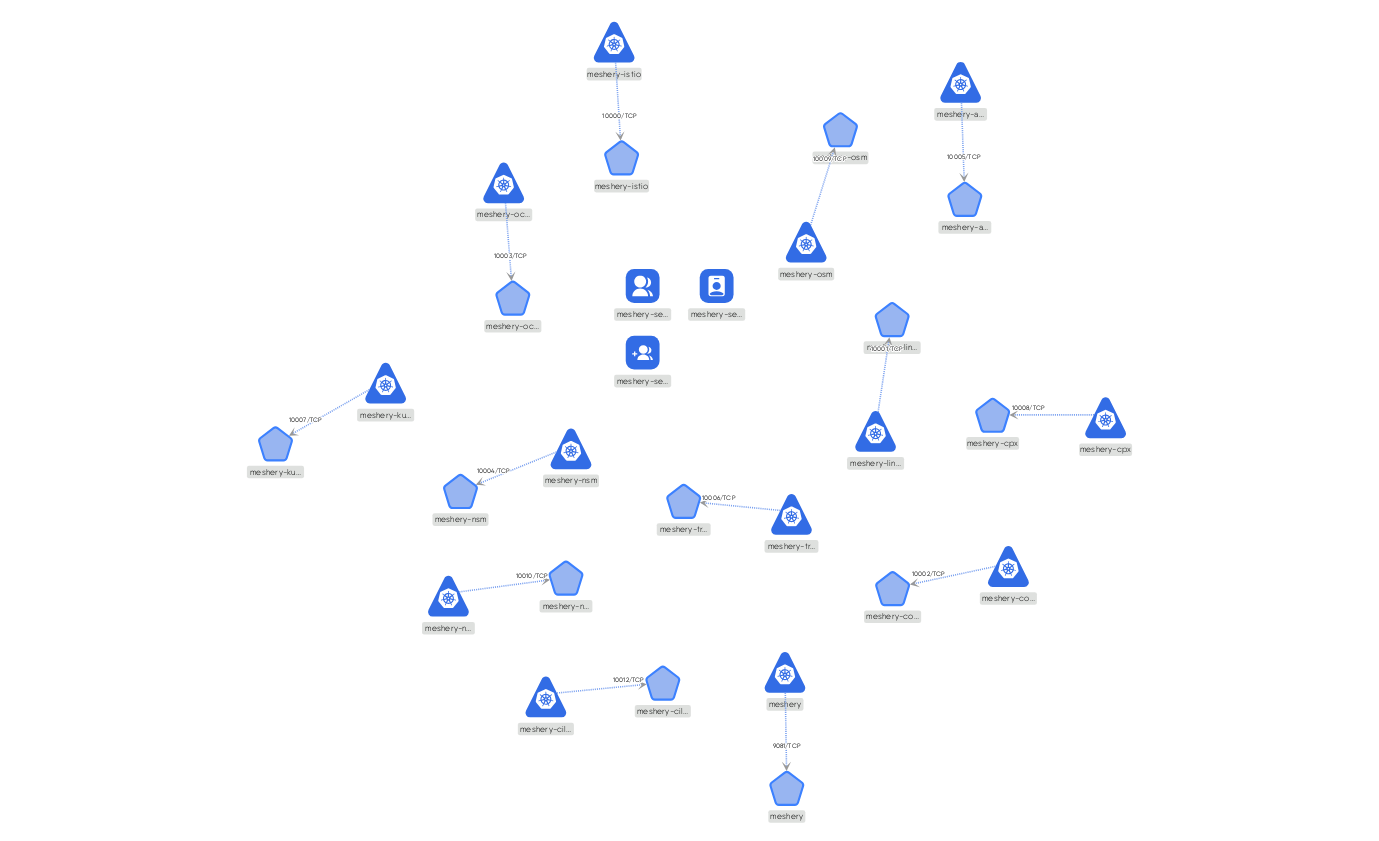 meshery-istio
10000/TCP
meshery-istio
meshery-a...
10005/TCP
meshery-a...
-osm
10009/TCP
meshery-osm
meshery-oc...
10003/TCP
meshery-oc...
meshery-se...
meshery-se...
meshery-se...
lin...
10001/TCP
meshery-lin...
meshery-ku...
10007/TCP
meshery-ku...
10008/TCP
meshery-cpx
meshery-cpx
meshery-nsm
10004/TCP
meshery-nsm
10006/TCP
meshery-tr...
meshery-tr...
10010/TCP
meshery-n...
meshery-n...
10002/TCP
meshery-co...
meshery-co...
10012/TCP
meshery-cil...
meshery-cil...
meshery
9081/TCP
meshery